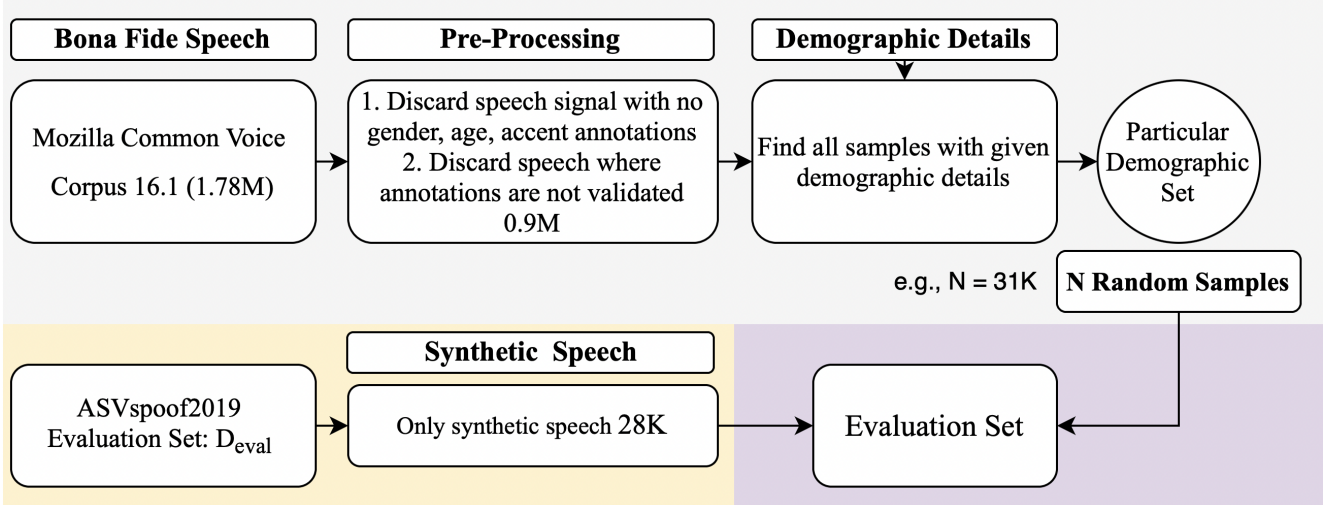 Bona Fide Speech
Pre-Processing
Demographic Details
Mozilla Common Voice
Corpus 16.1 (1.78M)
1. Discard speech signal with no
gender, age, accent annotations
2. Discard speech where
annotations are not validated
0.9M
Find all samples with given
demographic details
Particular
Demographic
Set
e.g., N = 31K
N Random Samples
Synthetic Speech
ASVspoof2019
Evaluation Set: Deval
Only synthetic speech 28K
Evaluation Set